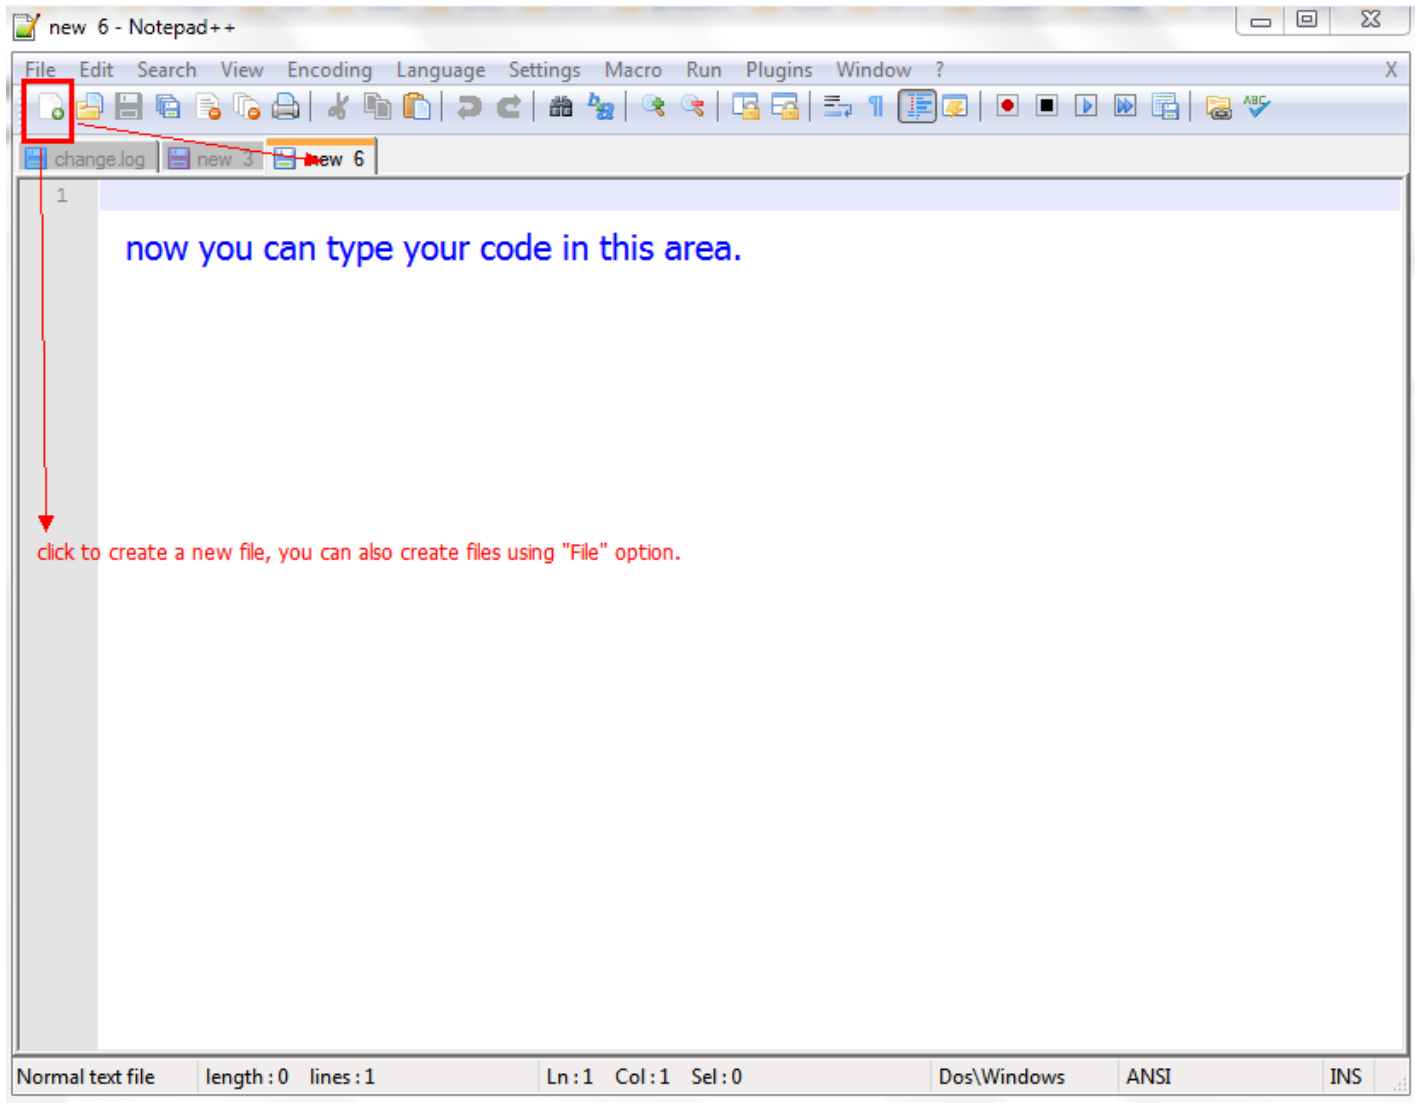 new 6 - Notepad++
File Edit Search View Encoding Language Settings Macro Run Plugins Window ? X
ABC
change.log new 3 new 6
1
now you can type your code in this area.
click to create a new file, you can also create files using "File" option.
Normal text file length : 0 lines : 1 Ln : 1 Col : 1 Sel : 0 Dos\Windows ANSI INS